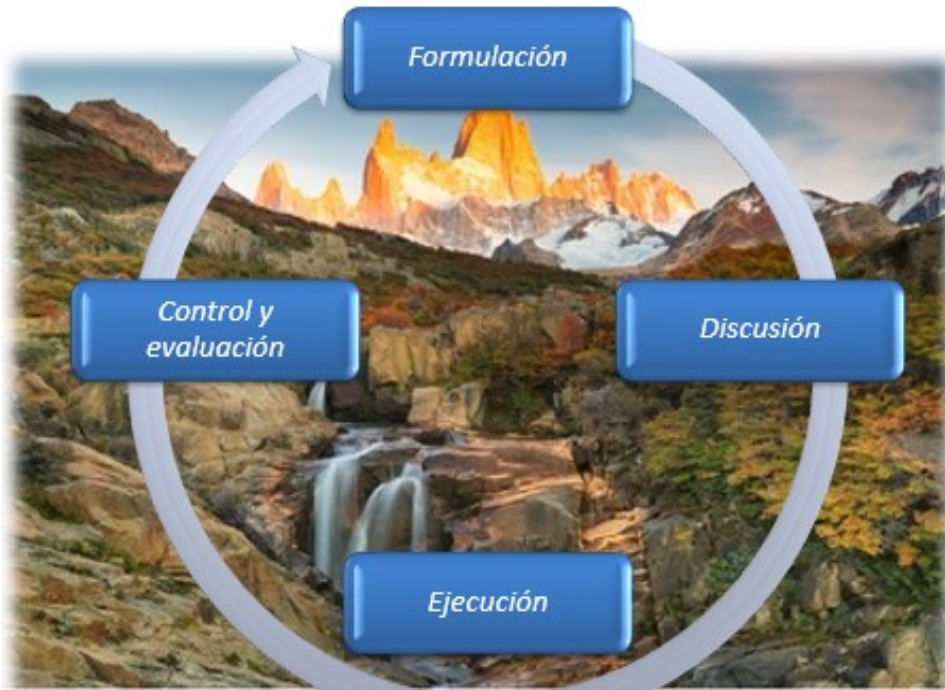 Formulación
Discusión
Ejecución
Control y
evaluación